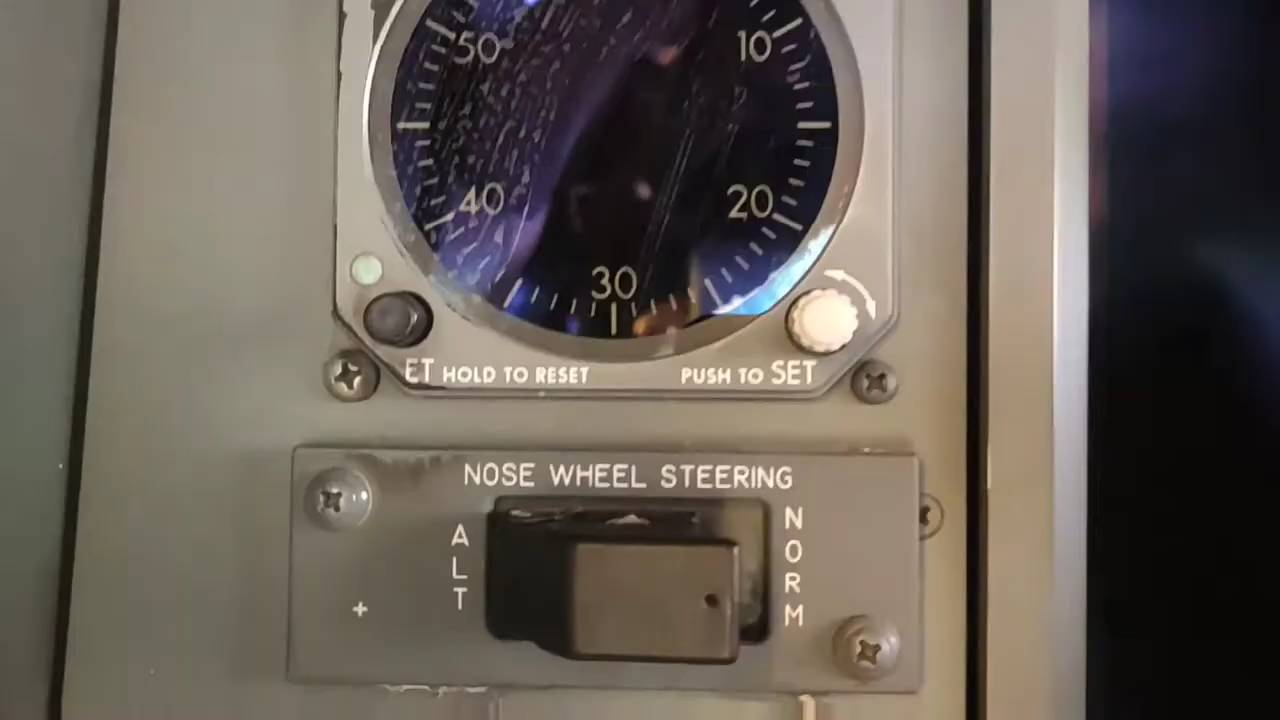 50 10
40 20
30
ET HOLD TO RESET PUSH TO SET
NOSE WHEEL STEERING
ALT
NORM